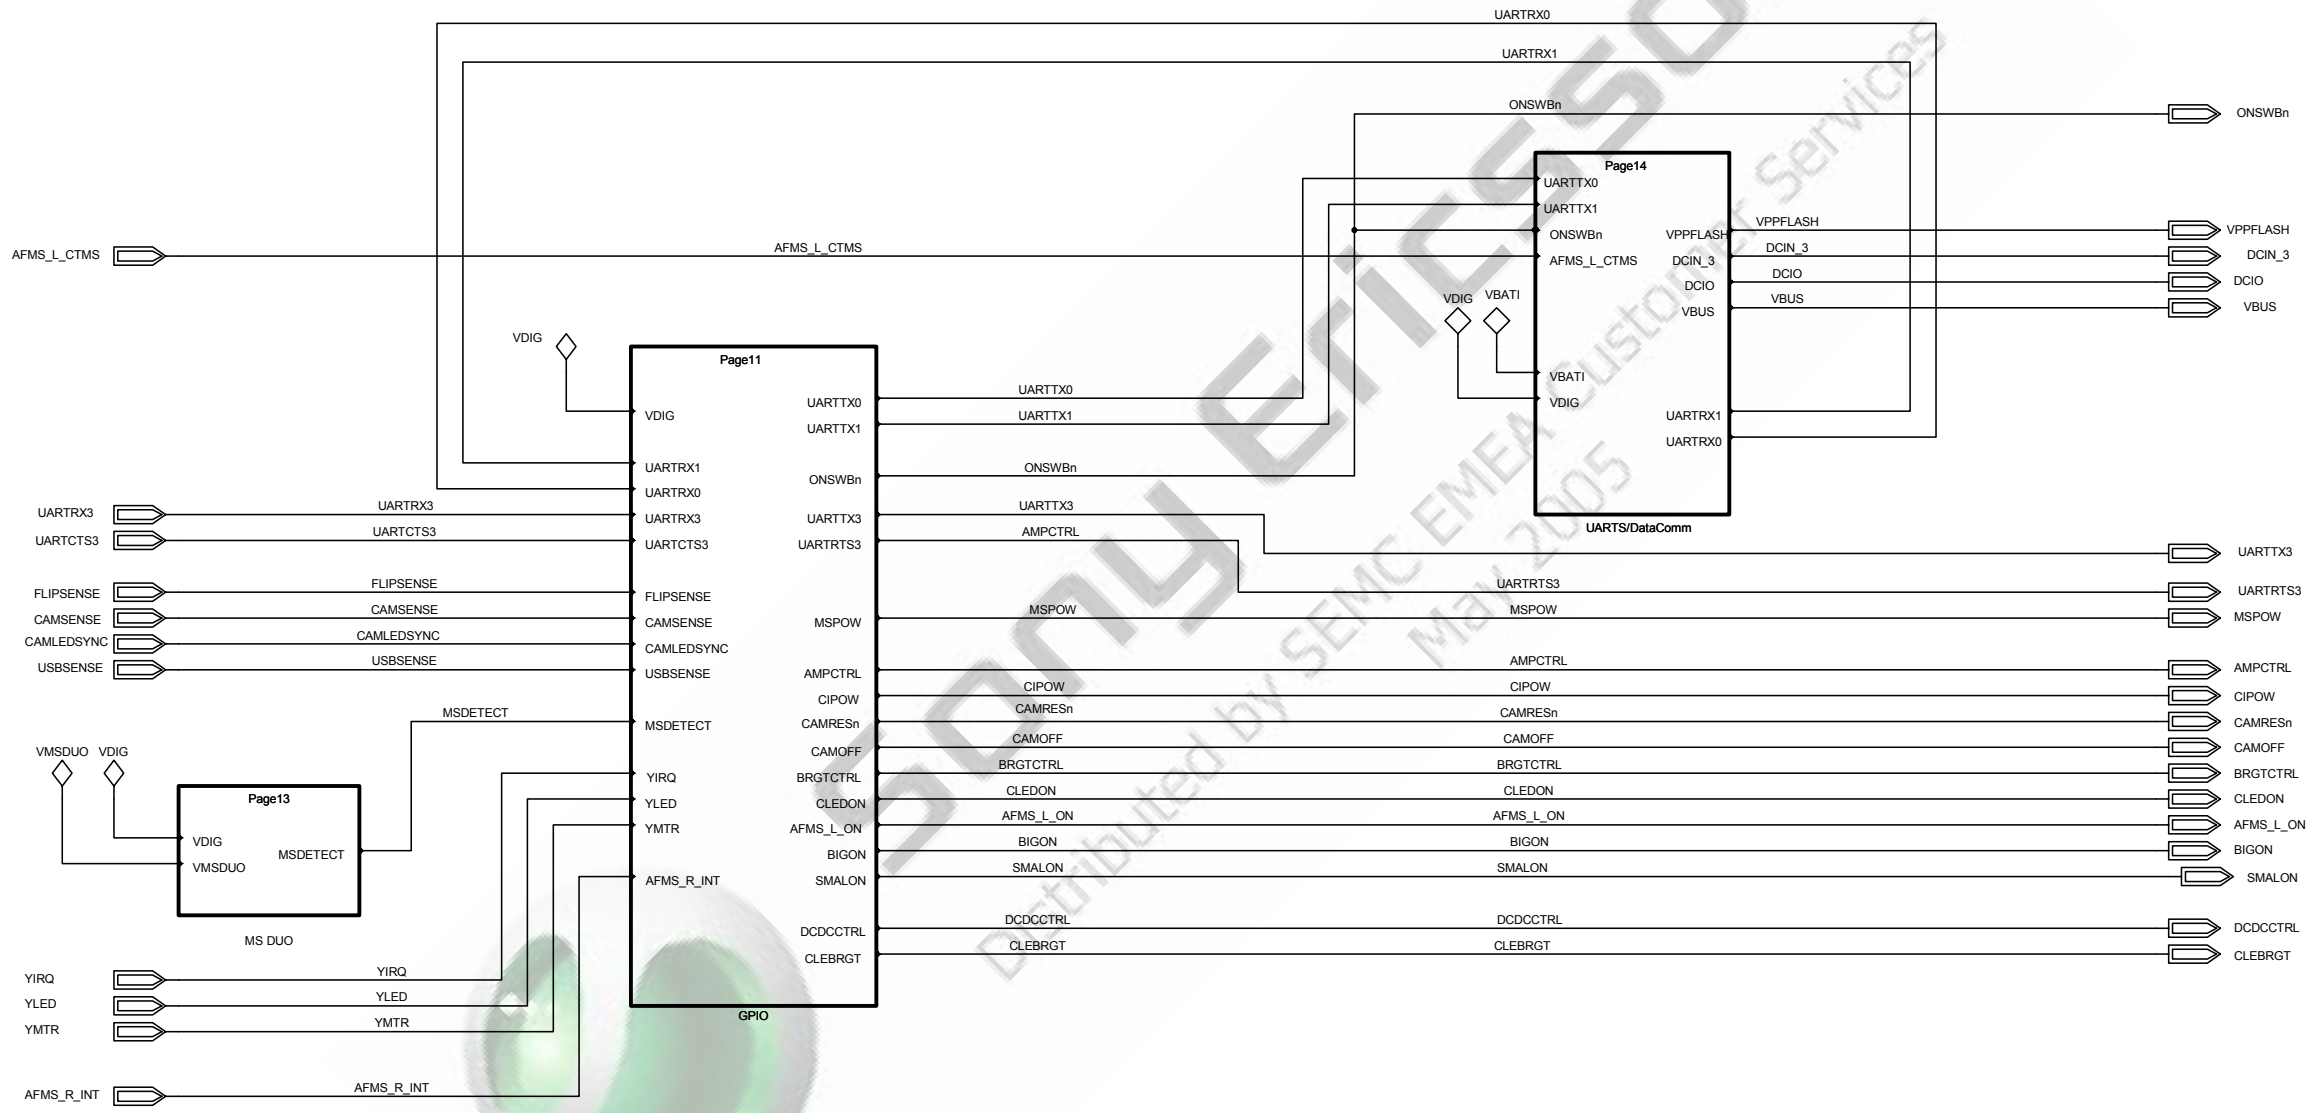 UARTRX0
UARTRX1
ONSWBn
ONSWBn
Page14
UARTTX0
UARTTX1
ONSWBn
AFMS_L_CTMS
VPPFLASH
DCIN_3
DCIO
VBUS
VPPFLASH
DCIN_3
DCIO
VBUS
VPPFLASH
DCIN_3
DCIO
VBUS
AFMS_L_CTMS
AFMS_L_CTMS
VDIG
VBATI
VBATI
VDIG
UARTRX1
UARTRX0
UARTS/DataComm
VDIG
Page11
VDIG
UARTRX1
UARTRX0
UARTRX3
UARTCTS3
FLIPSENSE
CAMSENSE
CAMLEDSYNC
USBSENSE
MSDETECT
YIRQ
YLED
YMTR
AFMS_R_INT
UARTTX0
UARTTX1
ONSWBn
UARTTX3
UARTRTS3
MSPOW
AMPCTRL
CIPOW
CAMRESn
CAMOFF
BRGTCTRL
CLEDON
AFMS_L_ON
BIGON
SMALON
DCDCCTRL
CLEBRGT
GPIO
UARTRX3
UARTCTS3
FLIPSENSE
CAMSENSE
CAMLEDSYNC
USBSENSE
UARTRX3
UARTCTS3
FLIPSENSE
CAMSENSE
CAMLEDSYNC
USBSENSE
MSDETECT
VMSDUO
VDIG
Page13
VDIG
VMSDUO
MSDETECT
MS DUO
YIRQ
YLED
YMTR
AFMS_R_INT
YIRQ
YLED
YMTR
AFMS_R_INT
UARTTX0
UARTTX1
ONSWBn
UARTTX3
AMPCTRL
MSPOW
CIPOW
CAMRESn
CAMOFF
BRGTCTRL
CLEDON
AFMS_L_ON
BIGON
SMALON
DCDCCTRL
CLEBRGT
UARTRTS3
MSPOW
AMPCTRL
CIPOW
CAMRESn
CAMOFF
BRGTCTRL
CLEDON
AFMS_L_ON
BIGON
SMALON
DCDCCTRL
CLEBRGT
UARTTX3
UARTRTS3
MSPOW
AMPCTRL
CIPOW
CAMRESn
CAMOFF
BRGTCTRL
CLEDON
AFMS_L_ON
BIGON
SMALON
DCDCCTRL
CLEBRGT
Sony Ericsso
Distributed by SEMC EMEA Customer Services
May 2005